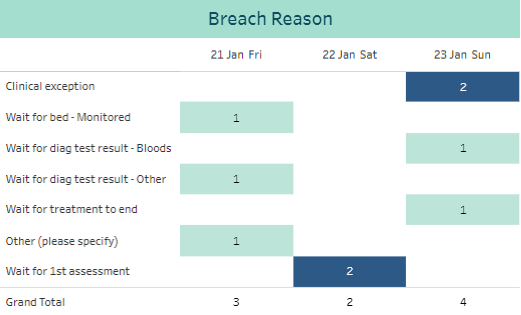 Breach Reason
21 Jan Fri 22 Jan Sat 23 Jan Sun
Clinical exception 2
Wait for bed - Monitored 1
Wait for diag test result - Bloods 1
Wait for diag test result - Other 1
Wait for treatment to end 1
Other (please specify) 1
Wait for 1st assessment 2
Grand Total 3 2 4